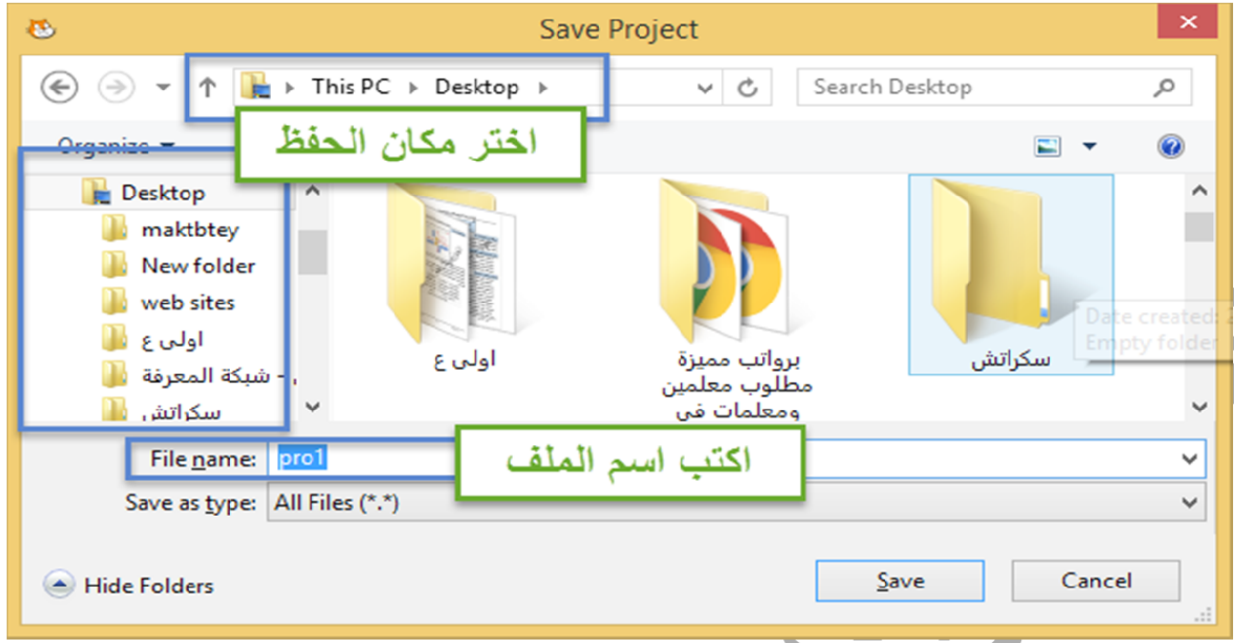 Save Project
This PC Desktop
Search Desktop
اختر مكان الحفظ
Organize
Desktop
maktbtey
New folder
web sites
اولى ع
شبكة المعرفة -
سكراتش
اولى ع
برواتب مميزة
مطلوب معلمين
ومعلمات في
سكراتش
Date created: 2
Empty folder
File name: pro1
اكتب اسم الملف
Save as type: All Files (*.*)
Hide Folders
Save
Cancel